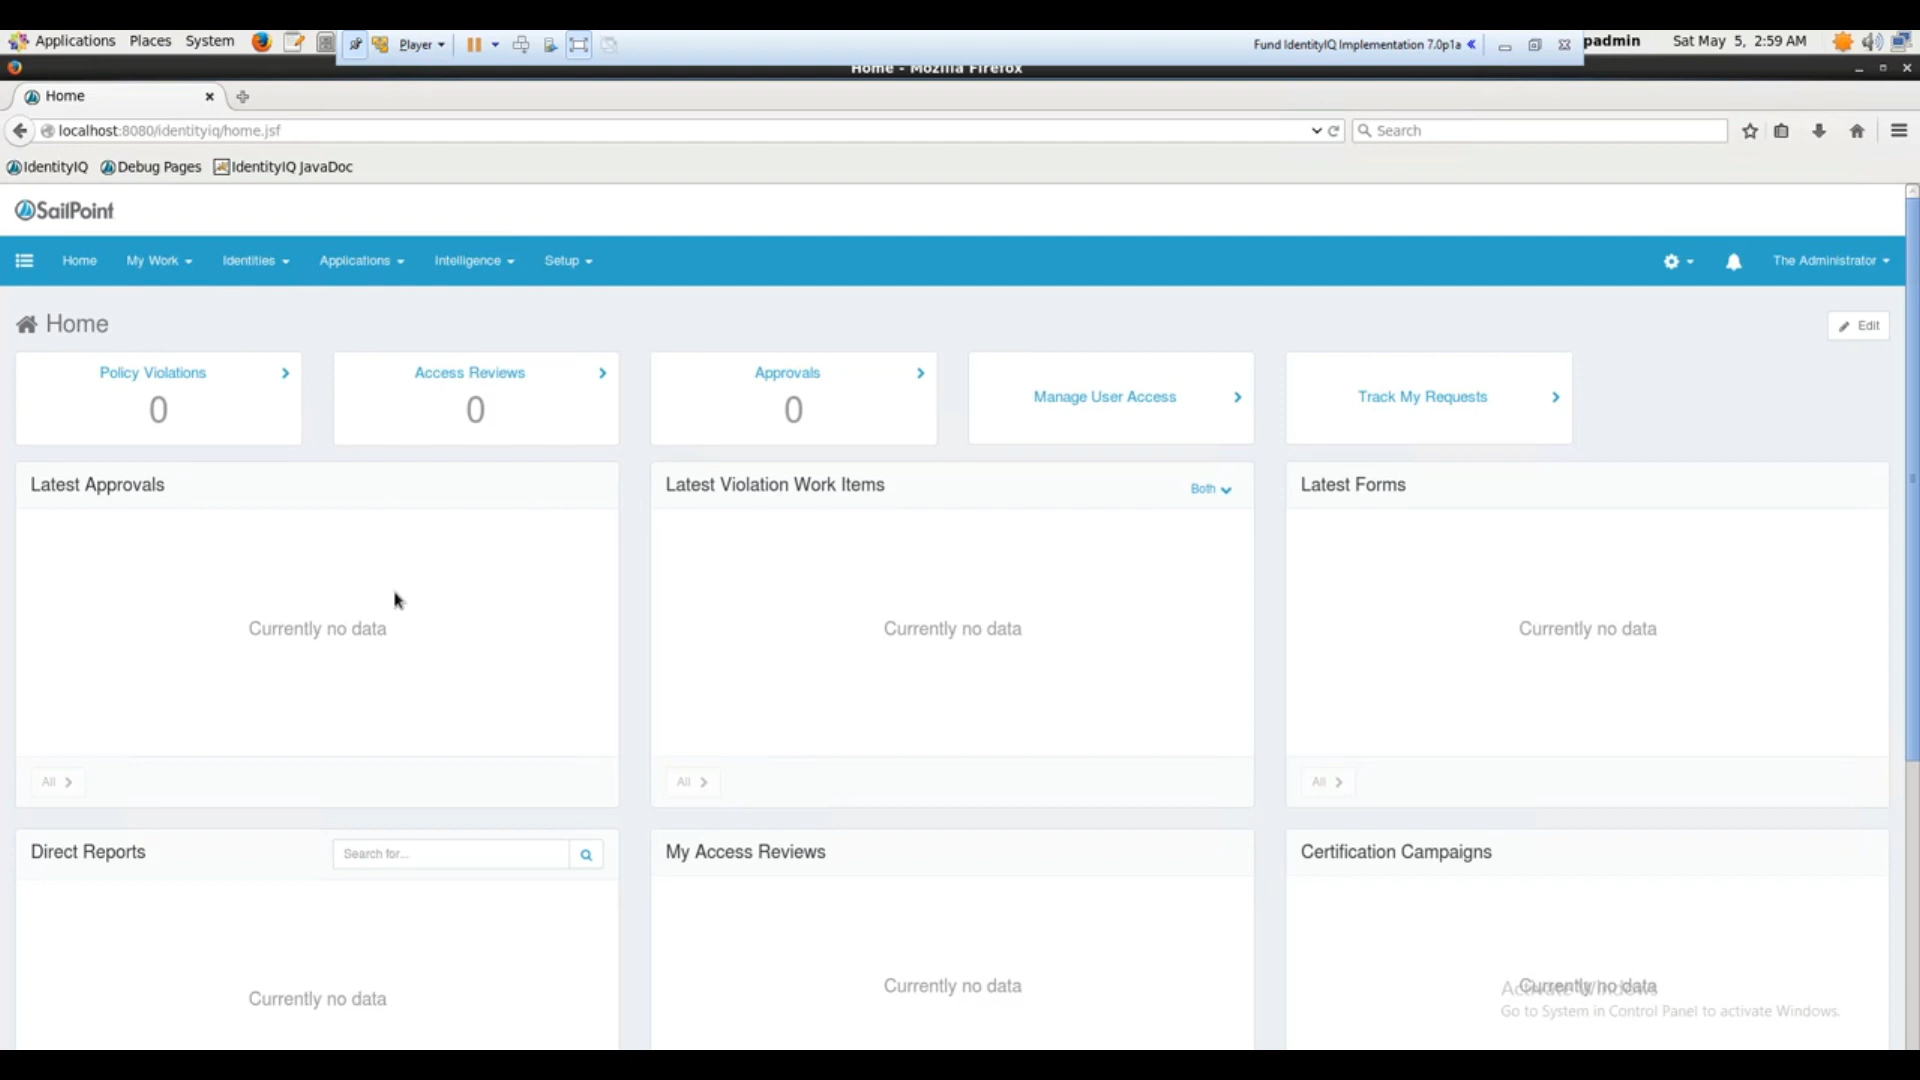 Applications Places System Player Fund IdentityIQ Implementation 7.0p1a padmin Sat May 5, 2:59 AM
Home - Mozilla Firefox
Home
localhost:8080/identityiq/home.jsf Search
IdentityIQ Debug Pages IdentityIQ JavaDoc
SailPoint
Home My Work Identities Applications Intelligence Setup The Administrator
Home Edit
Policy Violations Access Reviews Approvals Manage User Access Track My Requests
0 0 0
Latest Approvals Latest Violation Work Items Both Latest Forms
Currently no data Currently no data Currently no data
All All All
Direct Reports Search for... My Access Reviews Certification Campaigns
Currently no data Currently no data Currently no data
Activate Windows
Go to System in Control Panel to activate Windows.